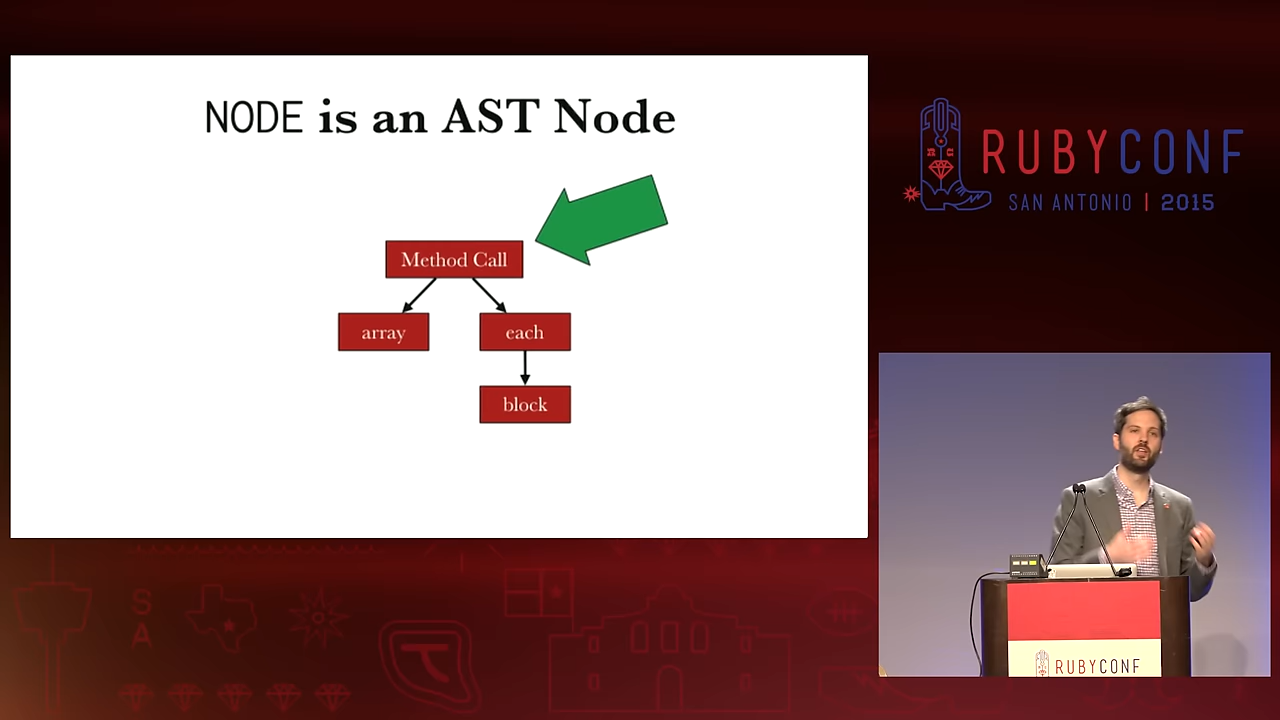 NODE is an AST Node
Method Call
array
each
block
RUBYCONF
SAN ANTONIO | 2015
S
A
RUBYCONF